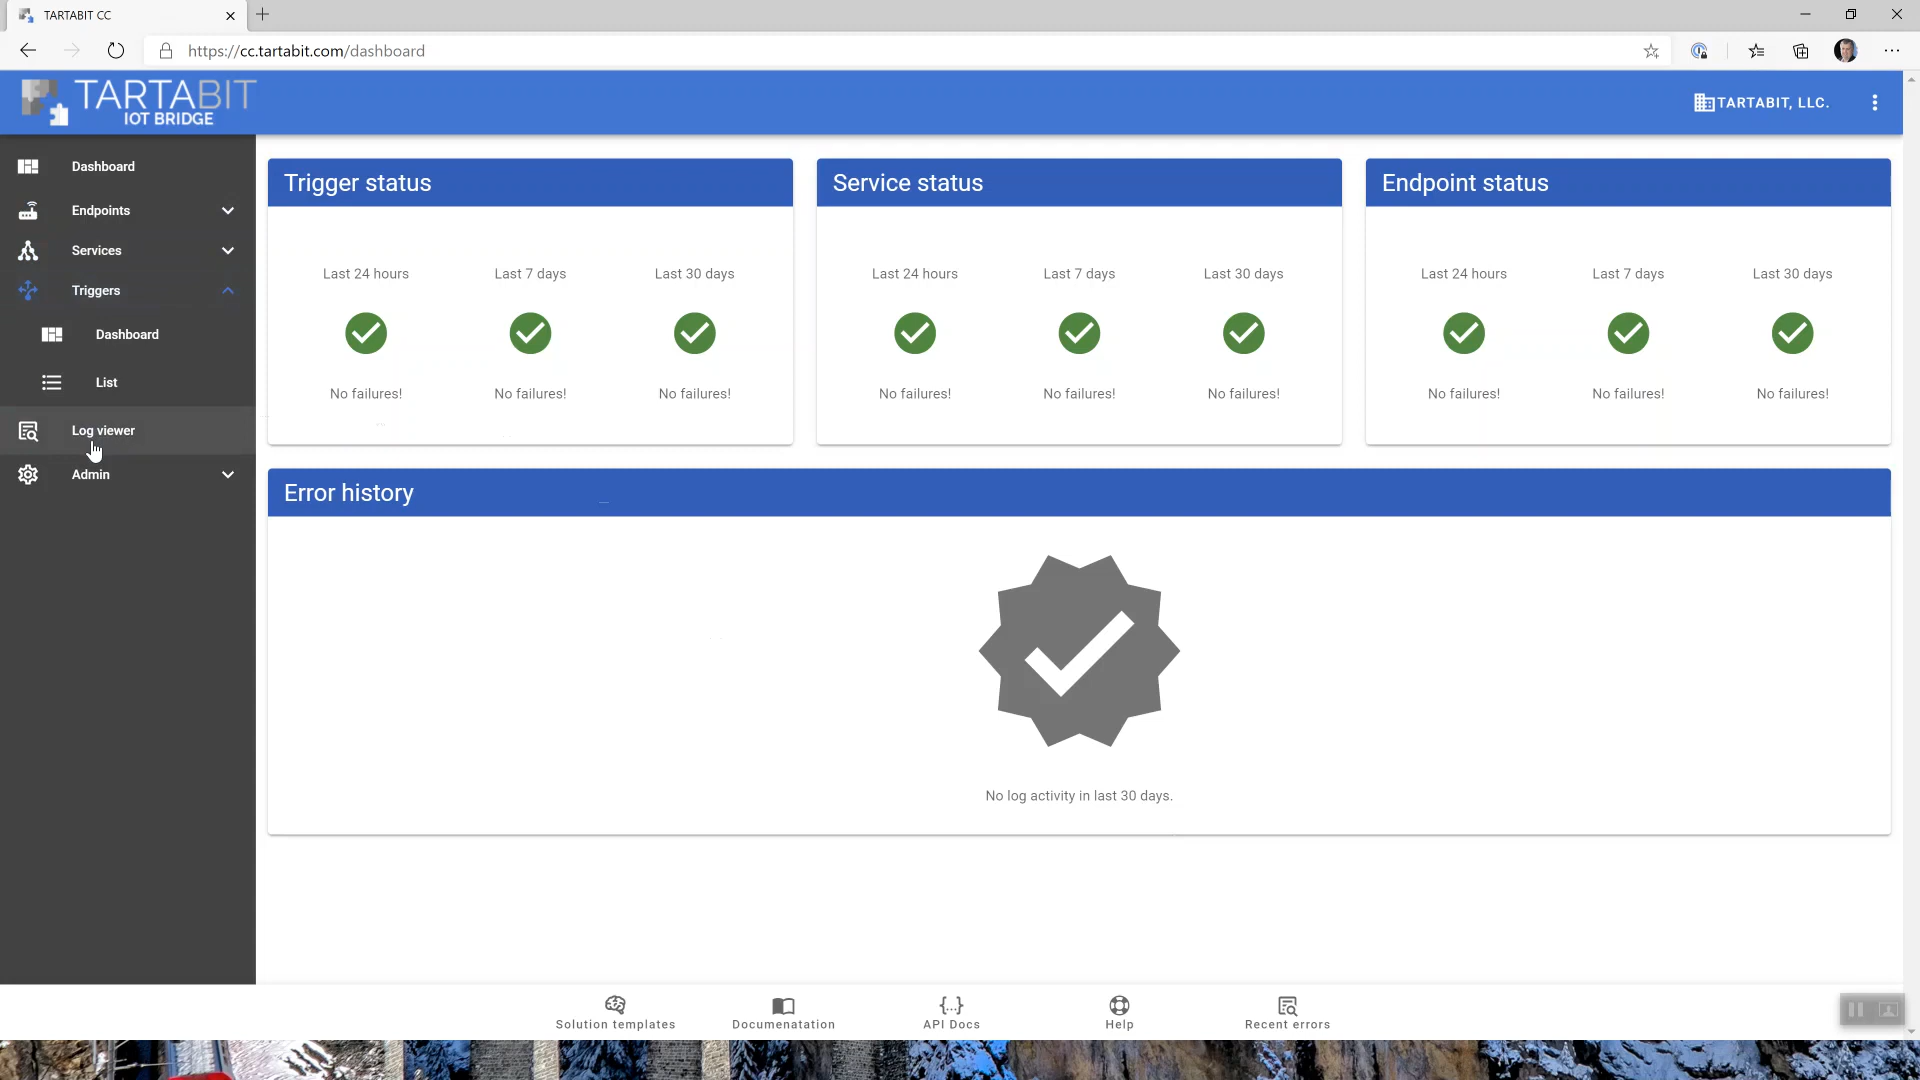 TARTABIT CC
https://cc.tartabit.com/dashboard
TARTABIT
IOT BRIDGE
TARTABIT, LLC.
Dashboard
Endpoints
Services
Triggers
Dashboard
List
Log viewer
Admin
Trigger status
Last 24 hours Last 7 days Last 30 days
No failures! No failures! No failures!
Service status
Last 24 hours Last 7 days Last 30 days
No failures! No failures! No failures!
Endpoint status
Last 24 hours Last 7 days Last 30 days
No failures! No failures! No failures!
Error history
No log activity in last 30 days.
Solution templates
Documenatation
{...}
API Docs
Help
Recent errors